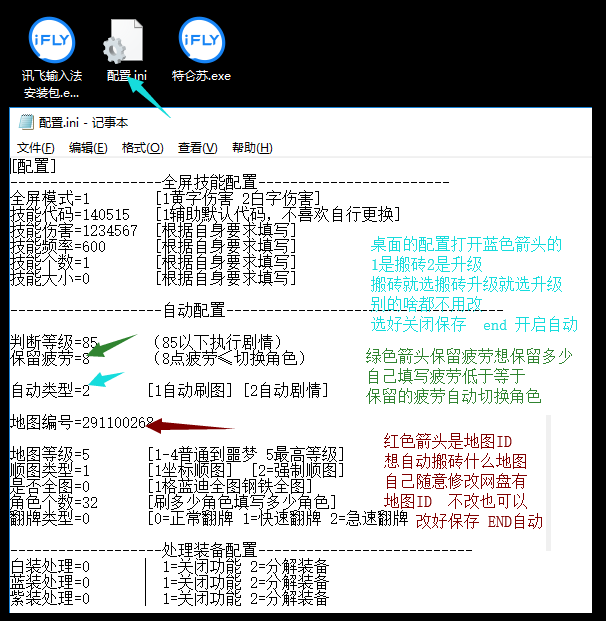 iFLY
iFLY
讯飞输入法
安装包.e...
配置.ini
特仑苏.exe
配置.ini - 记事本
文件(F) 编辑(E) 格式(O) 查看(V) 帮助(H)
[配置]
-------------------全屏技能配置------------------------
全屏模式=1 [1黄字伤害 2白字伤害]
技能代码=140515 [1辅助默认代码，不喜欢自行更换]
技能伤害=1234567 [根据自身要求填写]
技能频率=600 [根据自身要求填写]
技能个数=1 [根据自身要求填写]
技能大小=0 [根据自身要求填写]
桌面的配置打开蓝色箭头的
1是搬砖2是升级
搬砖就选搬砖升级就选升级
别的啥都不用改
选好关闭保存 end 开启自动
-------------------自动配置----------------------------
判断等级=85 (85以下执行剧情)
保留疲劳=8 (8点疲劳≤切换角色)
自动类型=2 [1自动刷图] [2自动剧情]
绿色箭头保留疲劳想保留多少
自己填写疲劳低于等于
保留的疲劳自动切换角色
地图编号=291100268
地图等级=5 [1-4普通到噩梦 5最高等级]
顺图类型=1 [1坐标顺图] [2=强制顺图]
是否全图=0 [1格蓝迪全图钢铁全图]
角色个数=32 [刷多少角色填写多少角色]
翻牌类型=0 [0=正常翻牌 1=快速翻牌 2=急速翻牌
红色箭头是地图ID
想自动搬砖什么地图
自己随意修改网盘有
地图ID 不改也可以
改好保存 END自动
-------------------处理装备配置---------------------------
白装处理=0 | 1=关闭功能 2=分解装备
蓝装处理=0 | 1=关闭功能 2=分解装备
紫装处理=0 | 1=关闭功能 2=分解装备